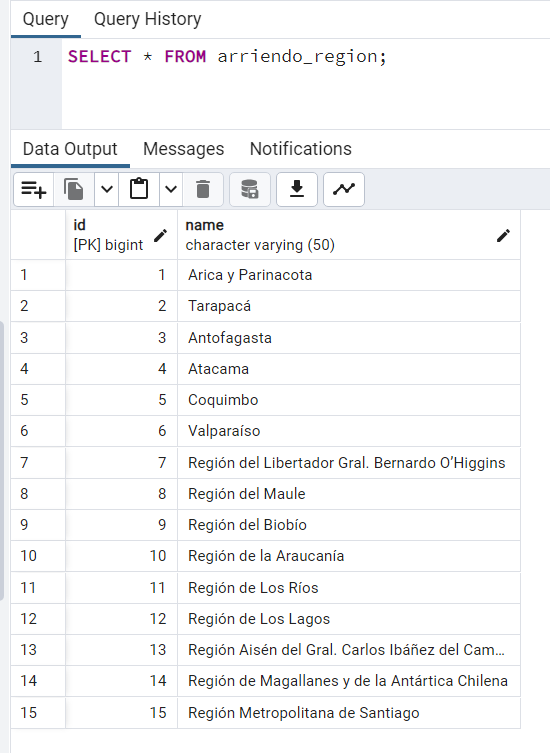 Query Query History
1 SELECT * FROM arriendo_region;
Data Output Messages Notifications
id name
[PK] bigint character varying (50)
1 1 Arica y Parinacota
2 2 Tarapacá
3 3 Antofagasta
4 4 Atacama
5 5 Coquimbo
6 6 Valparaíso
7 7 Región del Libertador Gral. Bernardo O’Higgins
8 8 Región del Maule
9 9 Región del Biobío
10 10 Región de la Araucanía
11 11 Región de Los Ríos
12 12 Región de Los Lagos
13 13 Región Aisén del Gral. Carlos Ibáñez del Cam…
14 14 Región de Magallanes y de la Antártica Chilena
15 15 Región Metropolitana de Santiago